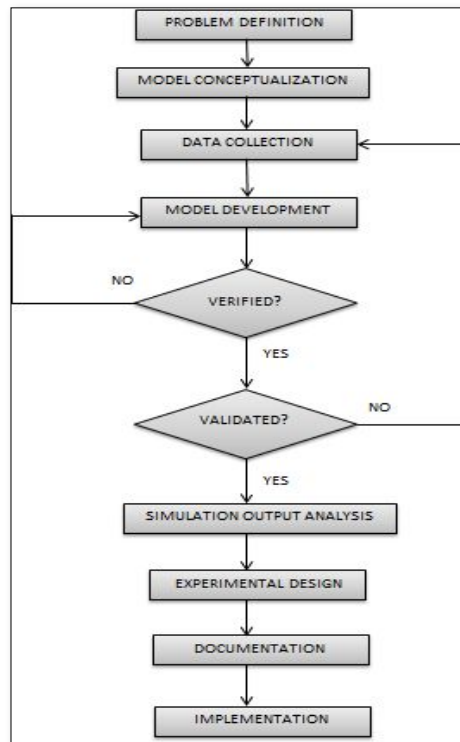 PROBLEM DEFINITION
MODEL CONCEPTUALIZATION
DATA COLLECTION
MODEL DEVELOPMENT
NO
VERIFIED?
YES
VALIDATED?
NO
YES
SIMULATION OUTPUT ANALYSIS
EXPERIMENTAL DESIGN
DOCUMENTATION
IMPLEMENTATION